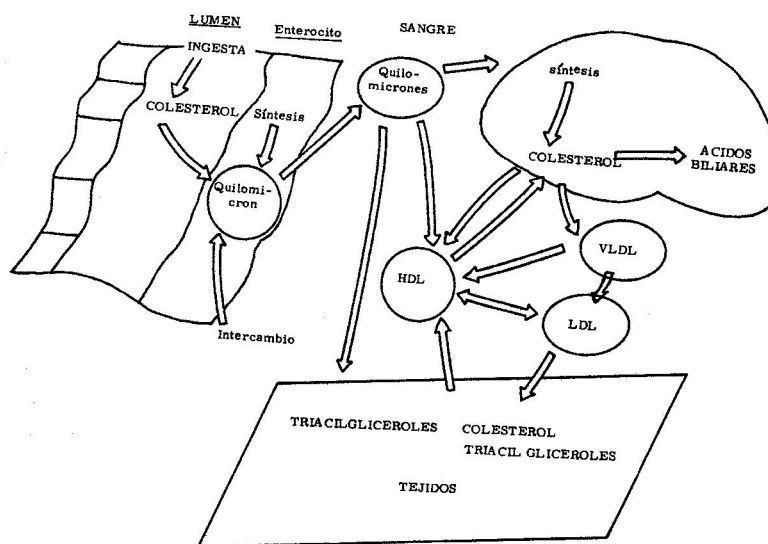 LUMEN
Enterocito
SANGRE
INGESTA
COLESTEROL
Síntesis
Quilomi-
cron
Intercambio
Quilo-
micrones
síntesis
COLESTEROL
ACIDOS
BILIARES
HDL
VLDL
LDL
TRIACILGLICEROLES
COLESTEROL
TRIACIL GLICEROLES
TEJIDOS